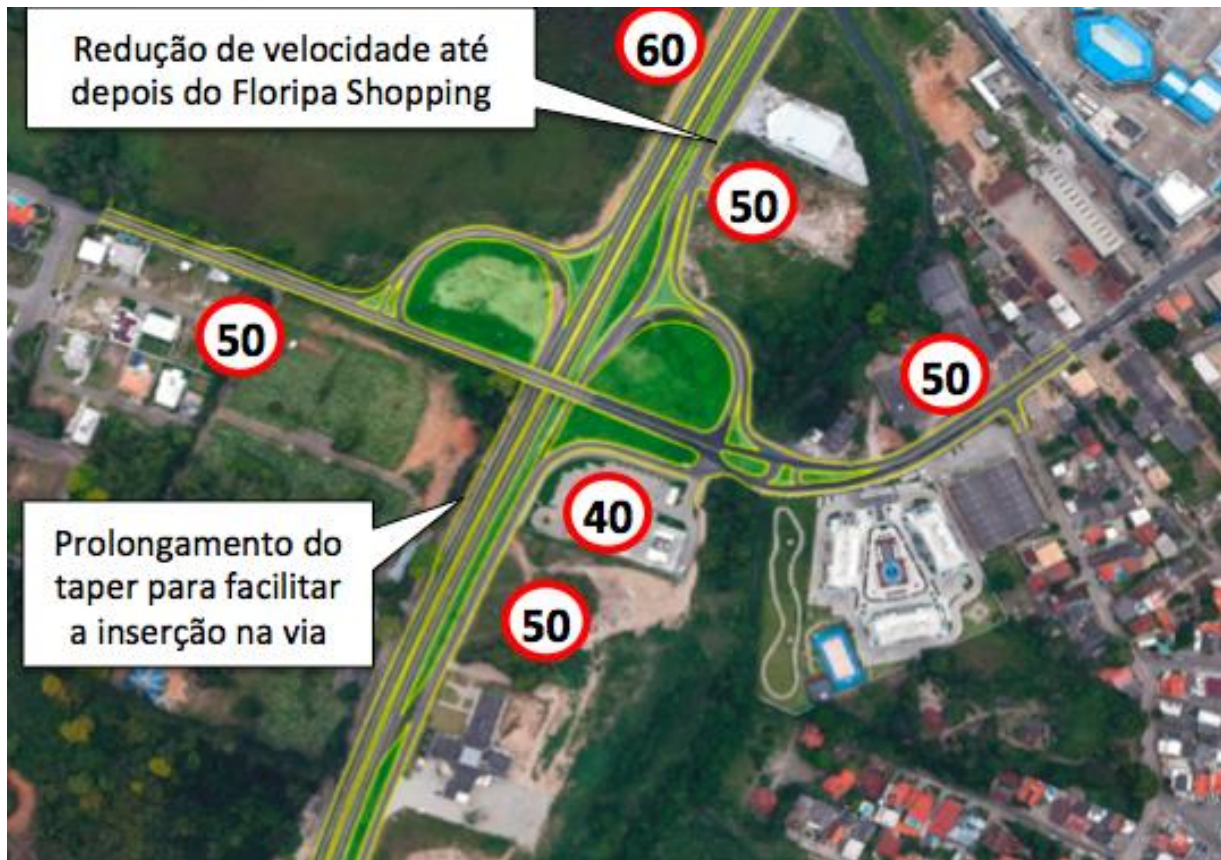 Redução de velocidade até
depois do Floripa Shopping
60
50
50
50
40
Prolongamento do
taper para facilitar
a inserção na via
50